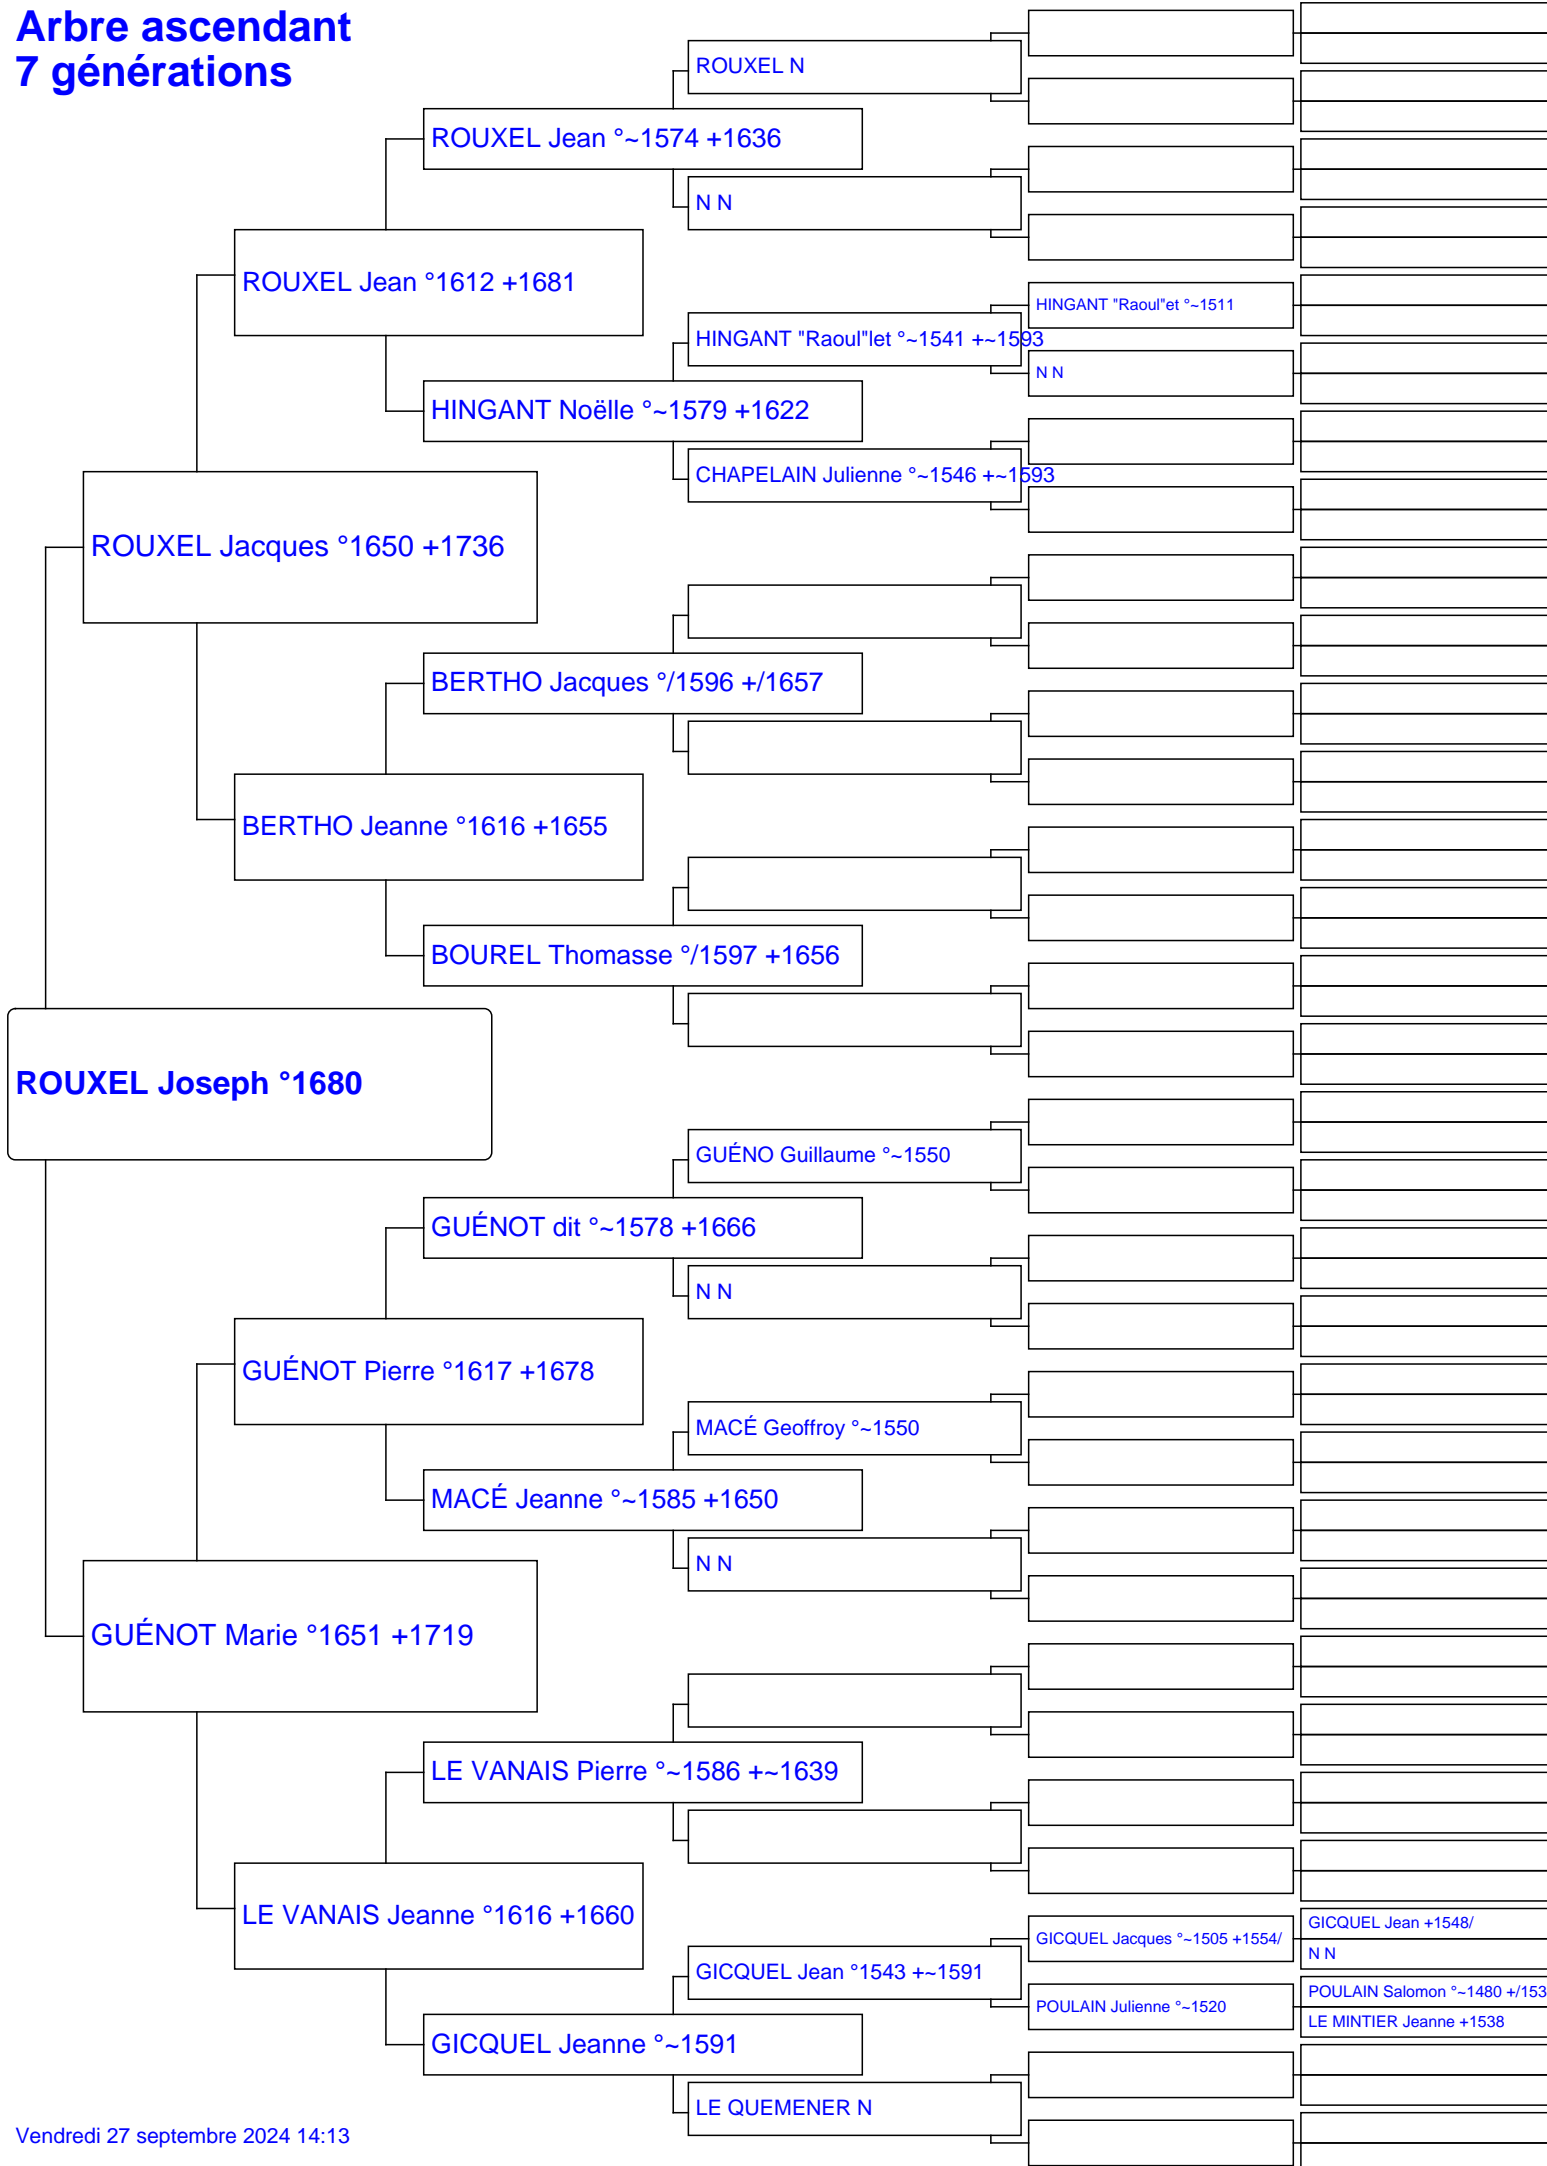 Arbre ascendant
7 générations
ROUXEL N
ROUXEL Jean °~1574 +1636
N N
ROUXEL Jean °1612 +1681
HINGANT "Raoul"et °~1511
HINGANT "Raoul"let °~1541 +~1593
N N
HINGANT Noëlle °~1579 +1622
CHAPELAIN Julienne °~1546 +~1593
ROUXEL Jacques °1650 +1736
BERTHO Jacques °/1596 +/1657
BERTHO Jeanne °1616 +1655
BOUREL Thomasse °/1597 +1656
ROUXEL Joseph °1680
GUÉNO Guillaume °~1550
GUÉNOT dit °~1578 +1666
N N
GUÉNOT Pierre °1617 +1678
MACÉ Geoffroy °~1550
MACÉ Jeanne °~1585 +1650
N N
GUÉNOT Marie °1651 +1719
LE VANAIS Pierre °~1586 +~1639
LE VANAIS Jeanne °1616 +1660
GICQUEL Jean +1548/
GICQUEL Jacques °~1505 +1554/
N N
GICQUEL Jean °1543 +~1591
POULAIN Salomon °~1480 +/153
POULAIN Julienne °~1520
LE MINTIER Jeanne +1538
GICQUEL Jeanne °~1591
LE QUEMENER N
Vendredi 27 septembre 2024 14:13